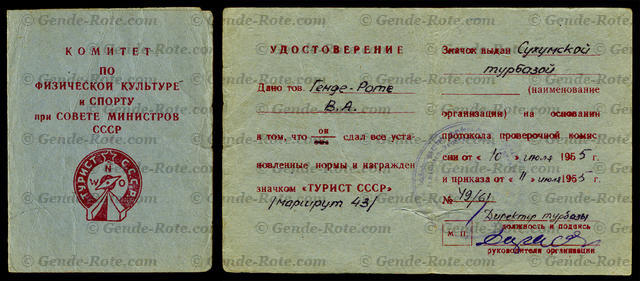 КОМИТЕТ
ПО
ФИЗИЧЕСКОЙ КУЛЬТУРЕ
И СПОРТУ
при СОВЕТЕ МИНИСТРОВ
СССР
ТУРИСТ СССР
N
W O
УДОСТОВЕРЕНИЕ
Дано тов. Генде-Роте
В.А.
в том, что он сдал все уста-
новленные нормы и награжден
значком «ТУРИСТ СССР»
/маршрут 43/
Значок выдан Сухумской
турбазой
(наименование
организации) на основании
протокола проверочной комис
сии от « 10 » июля 1965 г.
и приказа от « 11 » июля 1965 г.
№ 49/61
Директор турбазы
должность и подпись
М. П.
руководителя организации
© Gende-Rote.com